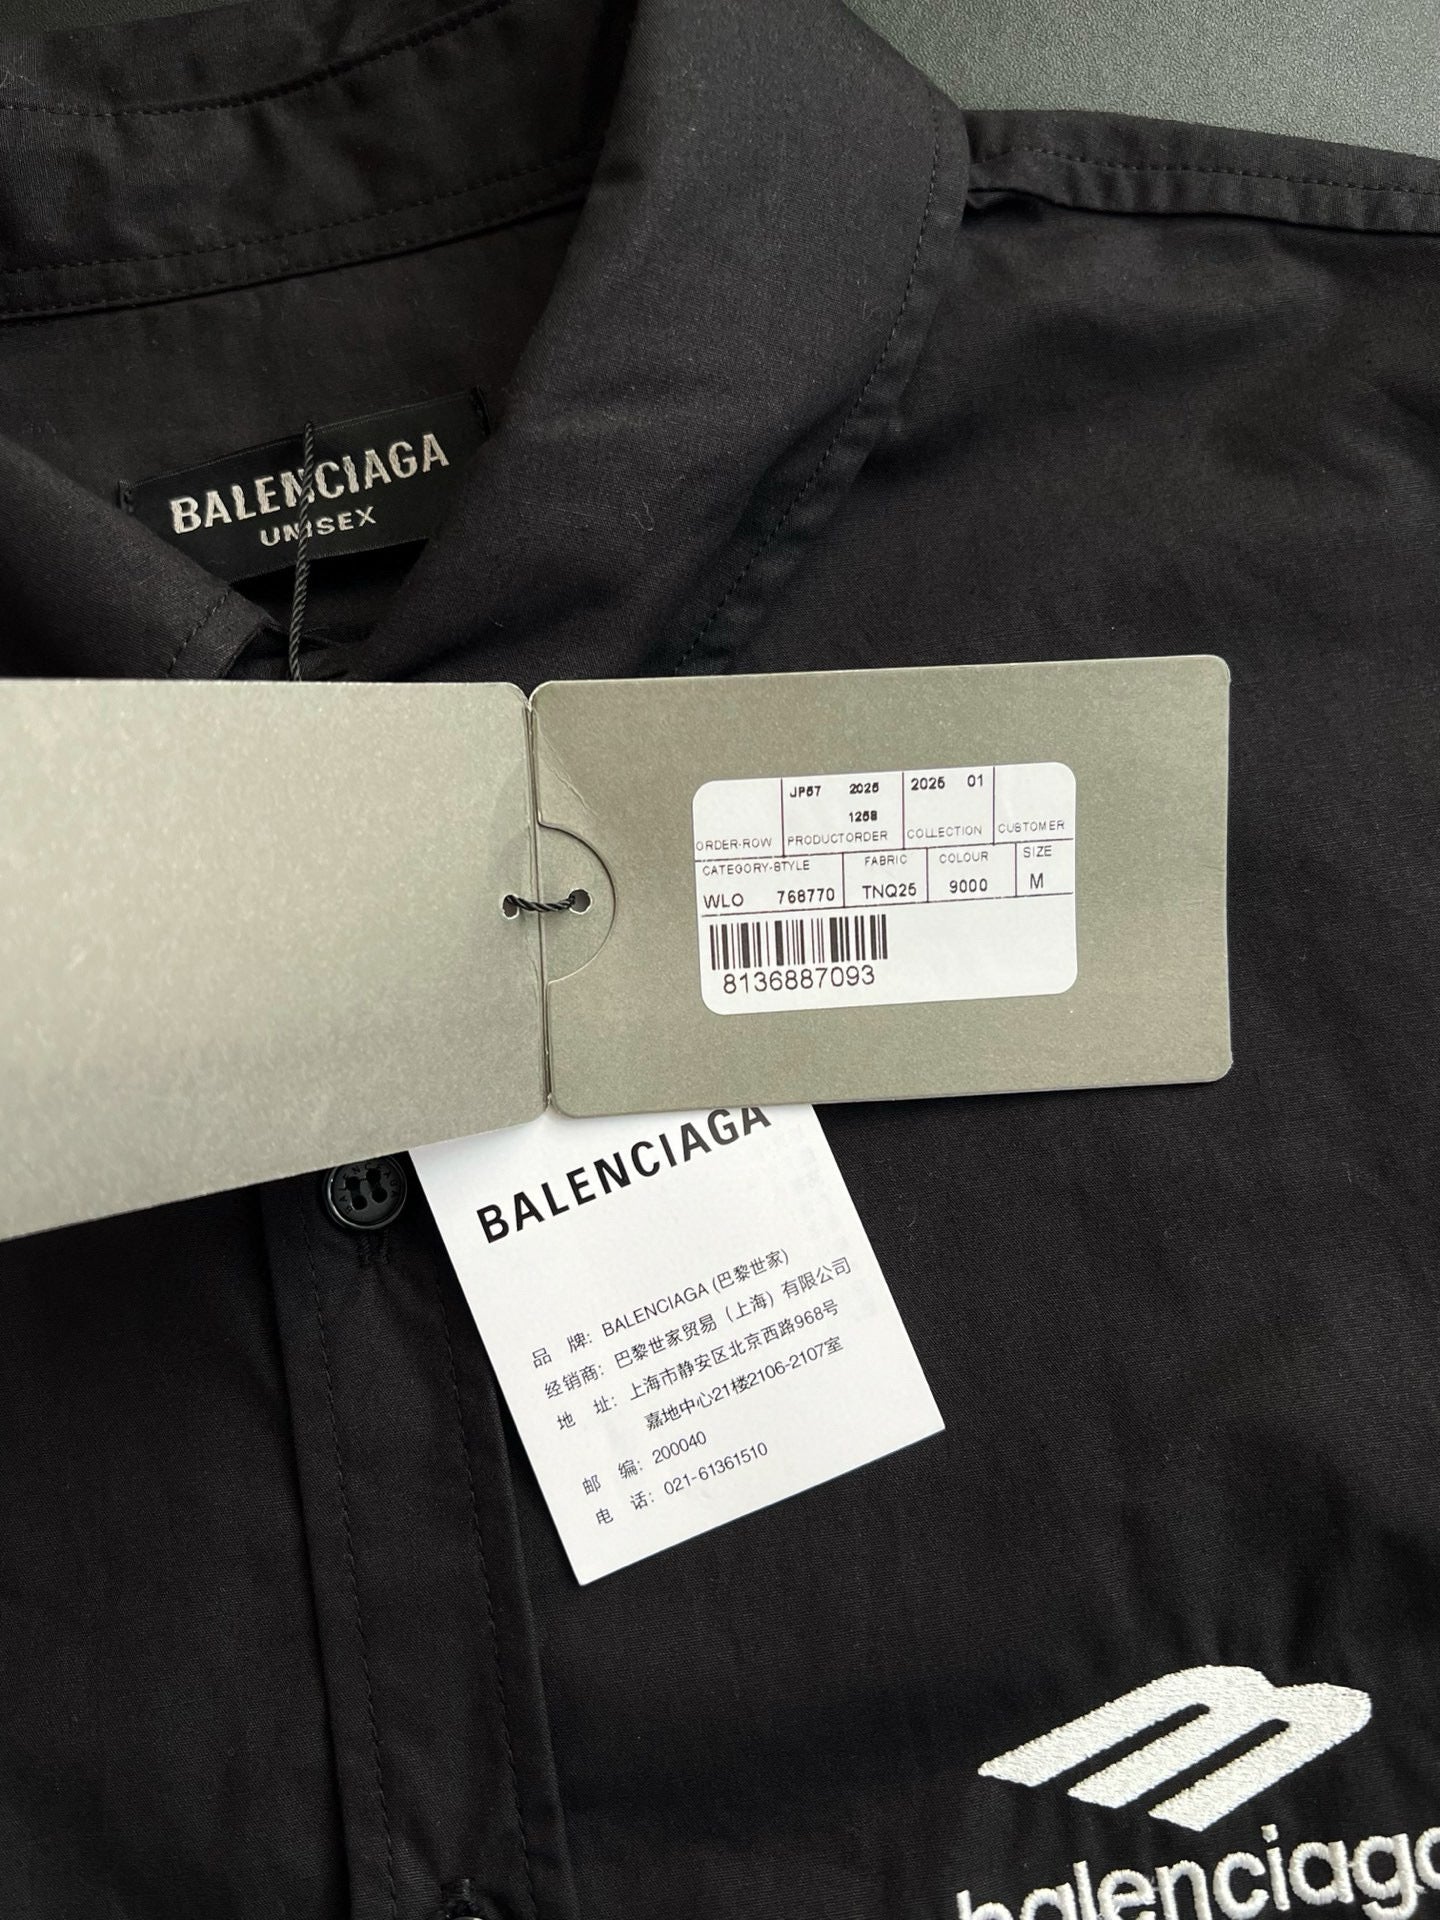 BALENCIAGA
UNISEX
JP57 2025 2025 01
1258
ORDER-ROW PRODUCTORDER COLLECTION CUSTOMER
CATEGORY-STYLE FABRIC COLOUR SIZE
WLO 768770 TNQ25 9000 M
8136887093
BALENCIAGA
品 牌: BALENCIAGA (巴黎世家)
经销商: 巴黎世家贸易（上海）有限公司
地 址: 上海市静安区北京西路968号
嘉地中心21楼2106-2107室
邮 编: 200040
电 话: 021-61361510
balenciaga